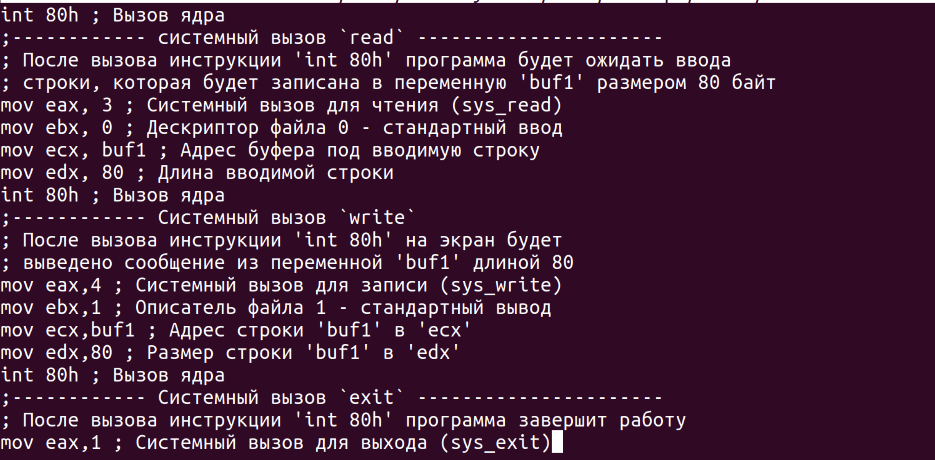 int 80h ; Вызов ядра
;------------ системный вызов `read` ----------------------
; После вызова инструкции 'int 80h' программа будет ожидать ввода
; строки, которая будет записана в переменную 'buf1' размером 80 байт
mov eax, 3 ; Системный вызов для чтения (sys_read)
mov ebx, 0 ; Дескриптор файла 0 - стандартный ввод
mov ecx, buf1 ; Адрес буфера под вводимую строку
mov edx, 80 ; Длина вводимой строки
int 80h ; Вызов ядра
;------------ Системный вызов `write`
; После вызова инструкции 'int 80h' на экран будет
; выведено сообщение из переменной 'buf1' длиной 80
mov eax,4 ; Системный вызов для записи (sys_write)
mov ebx,1 ; Описатель файла 1 - стандартный вывод
mov ecx,buf1 ; Адрес строки 'buf1' в 'ecx'
mov edx,80 ; Размер строки 'buf1' в 'edx'
int 80h ; Вызов ядра
;------------ Системный вызов `exit` ----------------------
; После вызова инструкции 'int 80h' программа завершит работу
mov eax,1 ; Системный вызов для выхода (sys_exit)